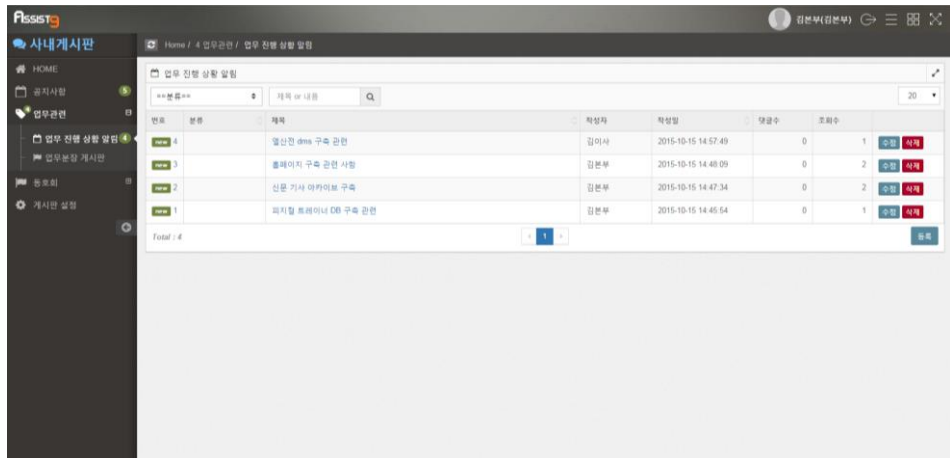 Assist9
김본부(김본부)
사내게시판
Home / 4 업무관련 / 업무 진행 상황 알림
HOME
공지사항 5
업무관련
업무 진행 상황 알림 4
업무분장 게시판
동호회
게시판 설정
업무 진행 상황 알림
==분류== 제목 or 내용 20
번호 분류 제목 작성자 작성일 댓글수 조회수
new 4 열산전 dms 구축 관련 김이사 2015-10-15 14:57:49 0 1 수정 삭제
new 3 홈페이지 구축 관련 사항 김본부 2015-10-15 14:48:09 0 2 수정 삭제
new 2 신문 기사 아카이브 구축 김본부 2015-10-15 14:47:34 0 2 수정 삭제
new 1 피지컬 트레이너 DB 구축 관련 김본부 2015-10-15 14:45:54 0 1 수정 삭제
Total : 4 1 등록